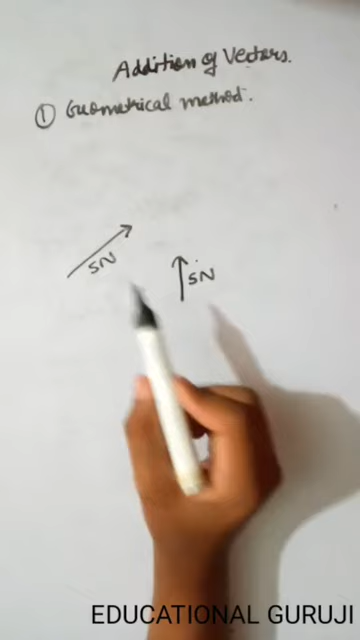 Addition of Vectors.
① Geometrical method.
5N
5N
EDUCATIONAL GURUJI